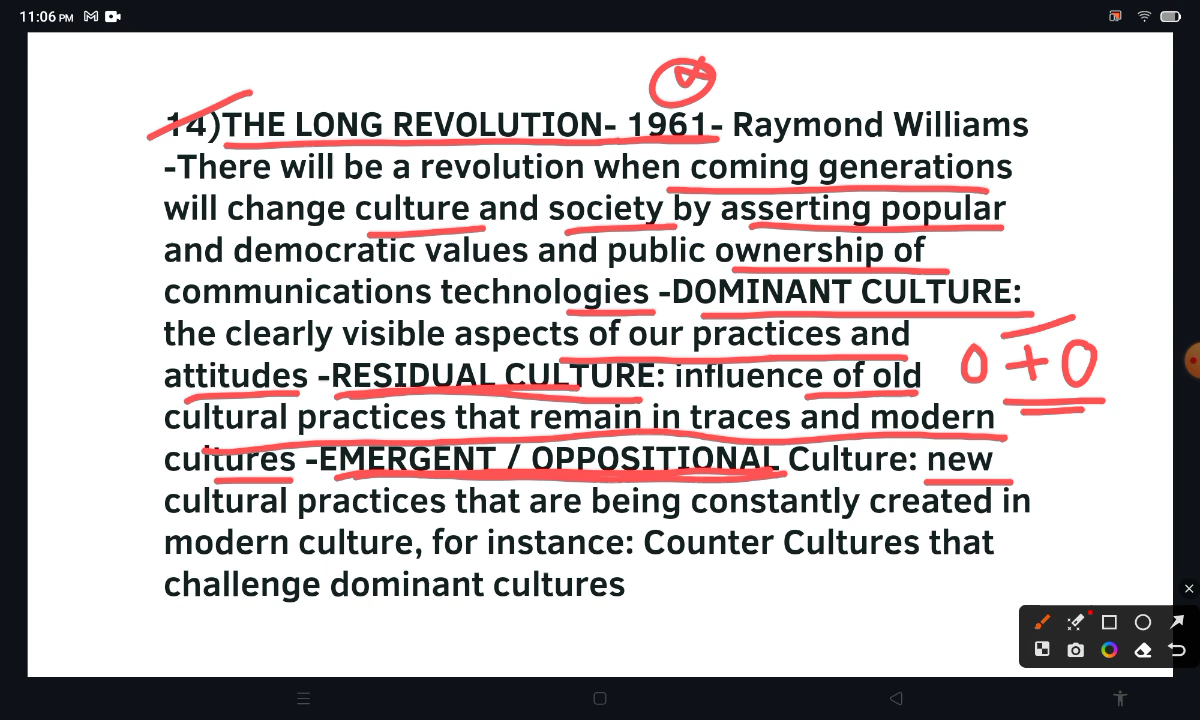 11:06 PM
14)THE LONG REVOLUTION- 1961- Raymond Williams
-There will be a revolution when coming generations
will change culture and society by asserting popular
and democratic values and public ownership of
communications technologies -DOMINANT CULTURE:
the clearly visible aspects of our practices and
attitudes -RESIDUAL CULTURE: influence of old
cultural practices that remain in traces and modern
cultures -EMERGENT / OPPOSITIONAL Culture: new
cultural practices that are being constantly created in
modern culture, for instance: Counter Cultures that
challenge dominant cultures
0 + 0